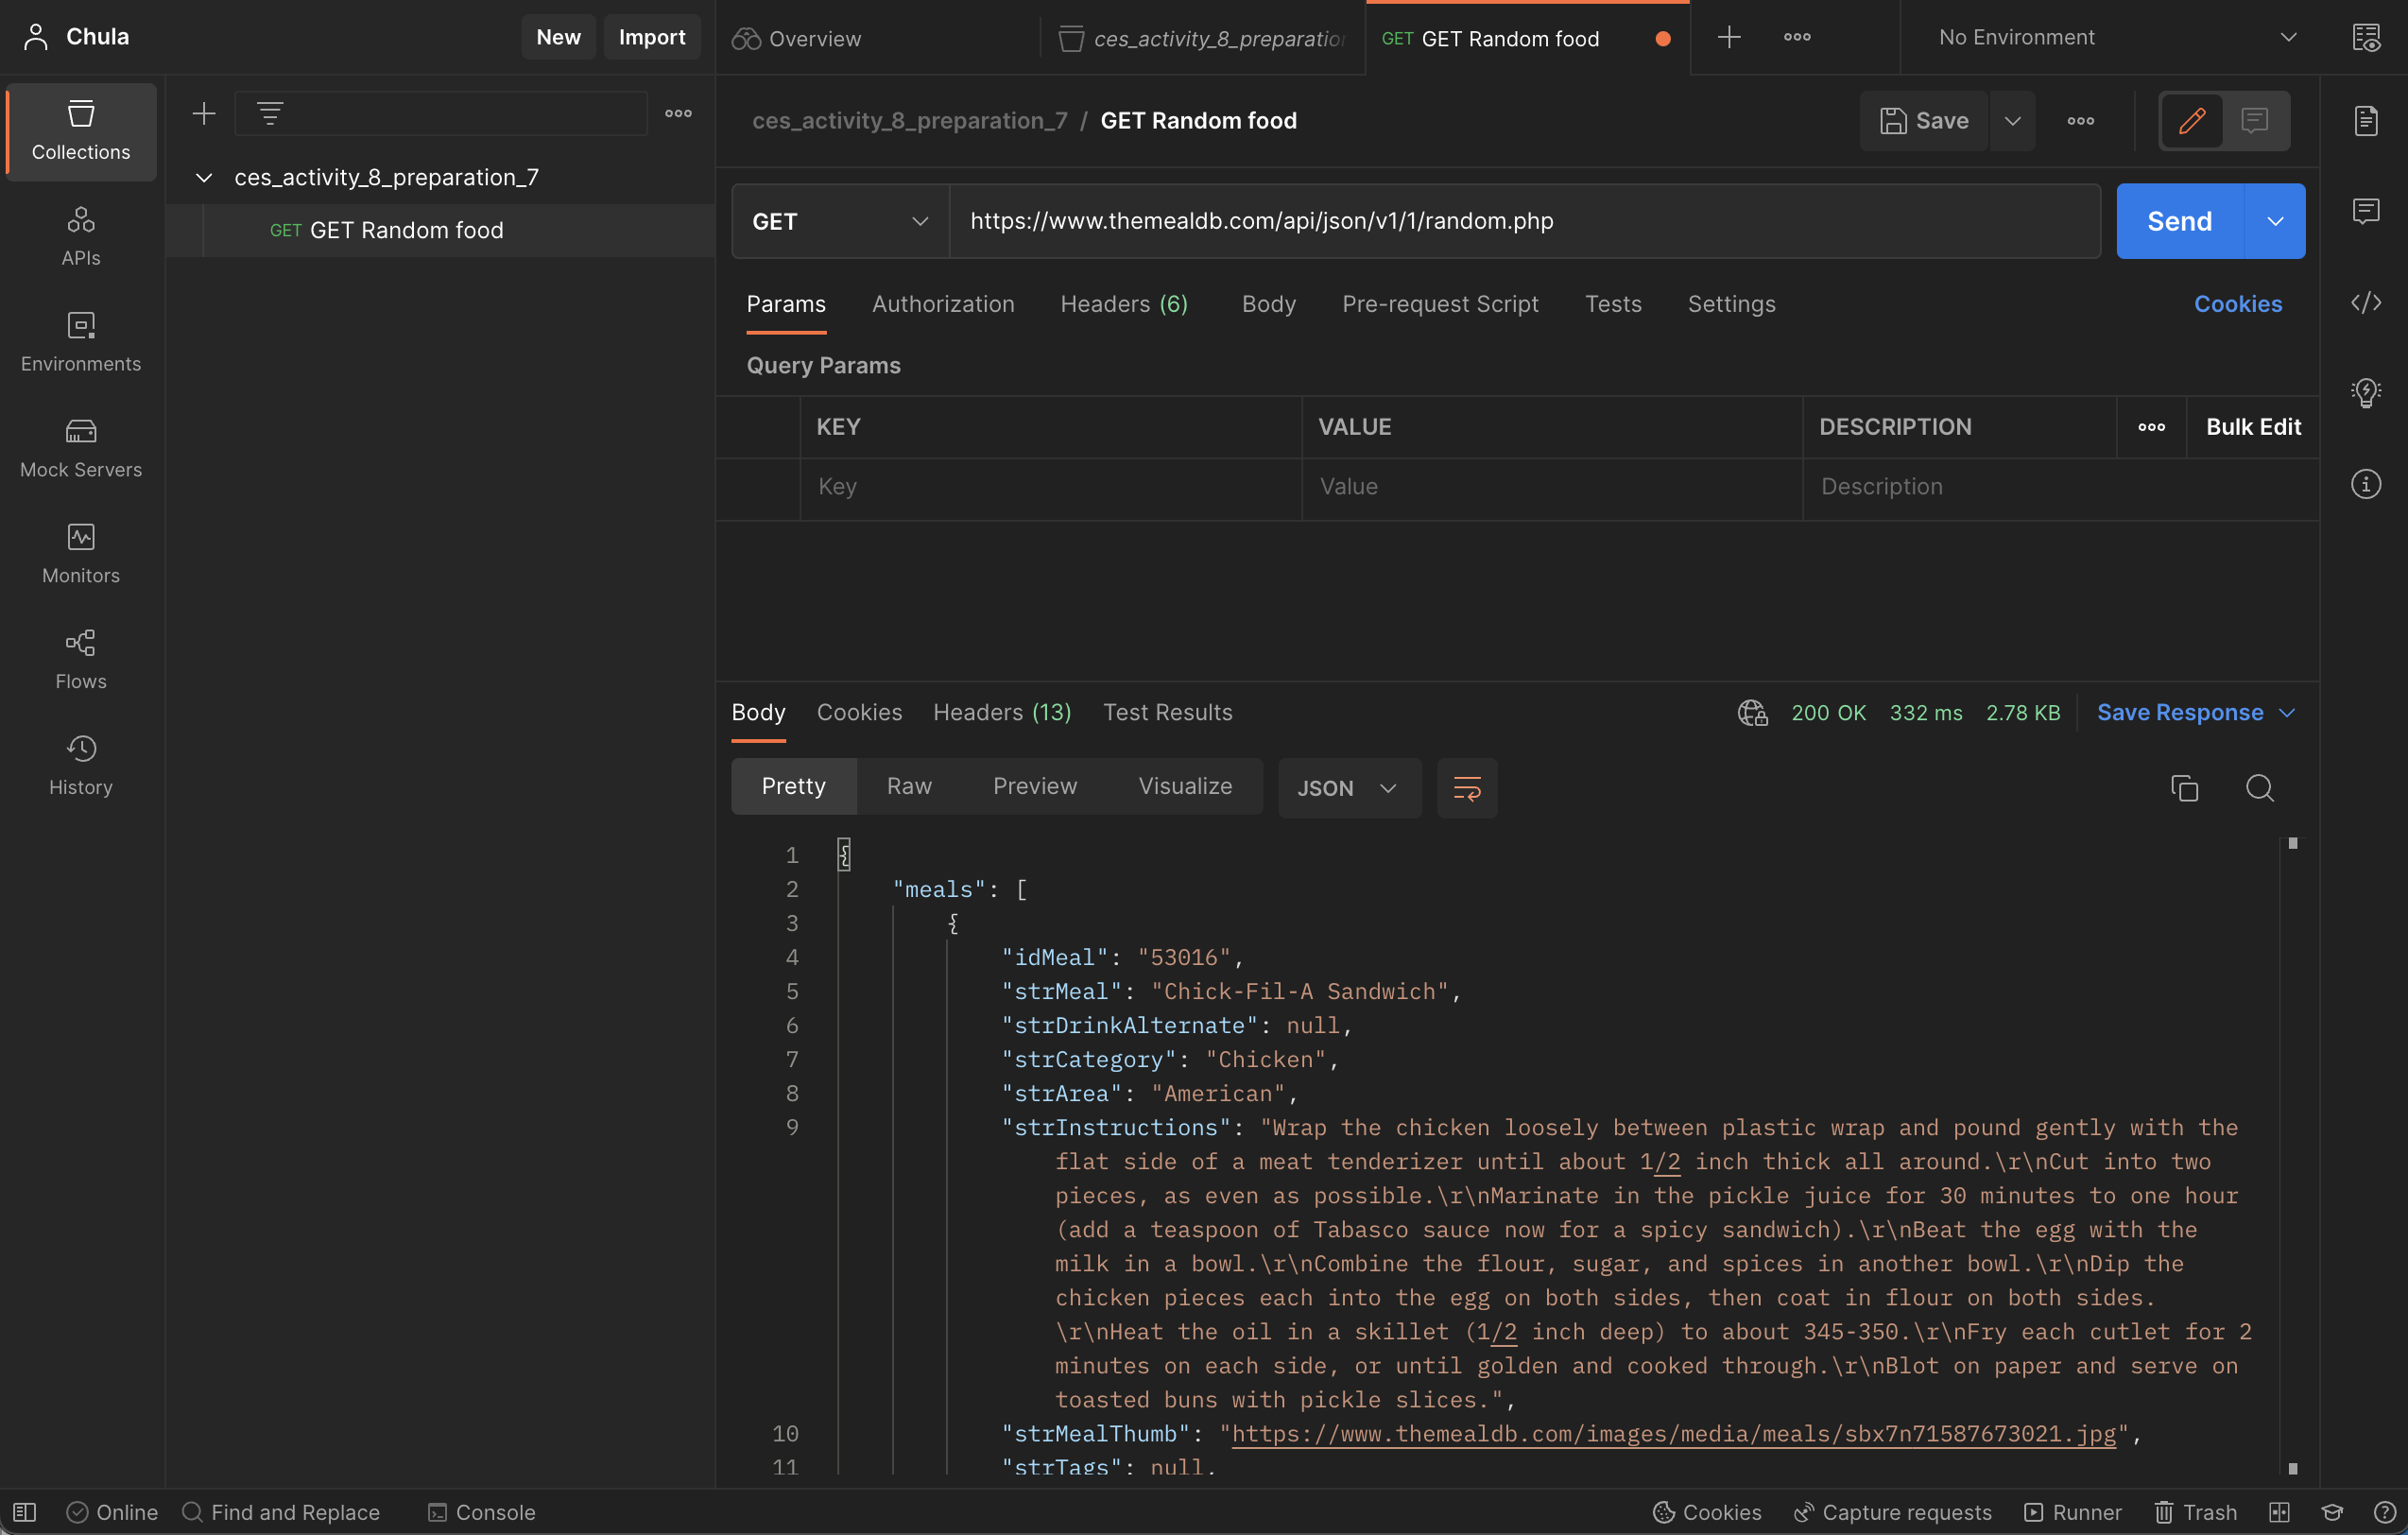 Chula
New
Import
Overview
ces_activity_8_preparation
GET GET Random food
No Environment
Collections
APIs
Environments
Mock Servers
Monitors
Flows
History
ces_activity_8_preparation_7
GET GET Random food
ces_activity_8_preparation_7 / GET Random food
Save
GET
https://www.themealdb.com/api/json/v1/1/random.php
Send
Params Authorization Headers (6) Body Pre-request Script Tests Settings Cookies
Query Params
KEY VALUE DESCRIPTION Bulk Edit
Key Value Description
Body Cookies Headers (13) Test Results 200 OK 332 ms 2.78 KB Save Response
Pretty Raw Preview Visualize JSON
1 {
2 "meals": [
3 {
4 "idMeal": "53016",
5 "strMeal": "Chick-Fil-A Sandwich",
6 "strDrinkAlternate": null,
7 "strCategory": "Chicken",
8 "strArea": "American",
9 "strInstructions": "Wrap the chicken loosely between plastic wrap and pound gently with the
flat side of a meat tenderizer until about 1/2 inch thick all around.\r\nCut into two
pieces, as even as possible.\r\nMarinate in the pickle juice for 30 minutes to one hour
(add a teaspoon of Tabasco sauce now for a spicy sandwich).\r\nBeat the egg with the
milk in a bowl.\r\nCombine the flour, sugar, and spices in another bowl.\r\nDip the
chicken pieces each into the egg on both sides, then coat in flour on both sides.
\r\nHeat the oil in a skillet (1/2 inch deep) to about 345-350.\r\nFry each cutlet for 2
minutes on each side, or until golden and cooked through.\r\nBlot on paper and serve on
toasted buns with pickle slices.",
10 "strMealThumb": "https://www.themealdb.com/images/media/meals/sbx7n71587673021.jpg",
11 "strTags": null,
Online Find and Replace Console Cookies Capture requests Runner Trash